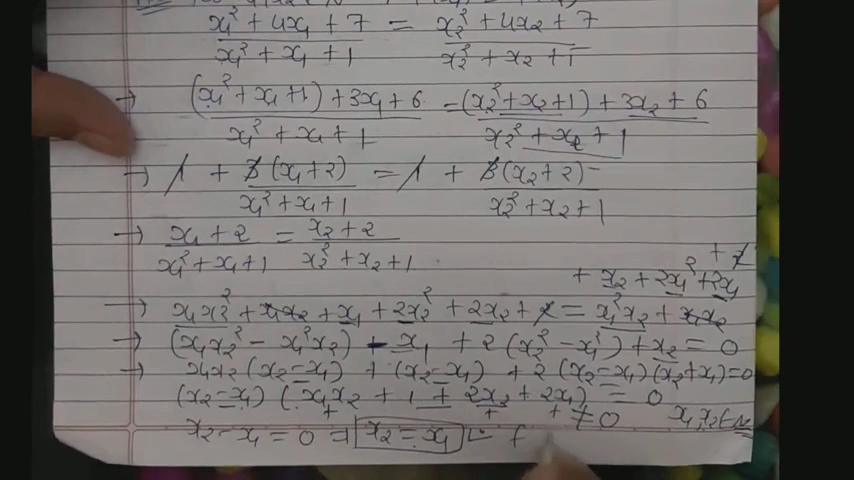 x₁² + 4x₁ + 7 / x₁² + x₁ + 1 = x₂² + 4x₂ + 7 / x₂² + x₂ + 1
→ (x₁² + x₁ + 1) + 3x₁ + 6 / x₁² + x₁ + 1 = (x₂² + x₂ + 1) + 3x₂ + 6 / x₂² + x₂ + 1
→ 1 + 3(x₁ + 2) / x₁² + x₁ + 1 = 1 + 3(x₂ + 2) / x₂² + x₂ + 1
→ x₁ + 2 / x₁² + x₁ + 1 = x₂ + 2 / x₂² + x₂ + 1
+ 2
+ x₂ + 2x₁² + 2x₁
→ x₁x₂² + x₁x₂ + x₁ + 2x₂² + 2x₂ + 2 = x₁²x₂ + x₁x₂
→ (x₁x₂² - x₁²x₂) - x₁ + 2(x₂² - x₁²) + x₂ = 0
→ x₁x₂(x₂ - x₁) + (x₂ - x₁) + 2(x₂ - x₁)(x₂ + x₁) = 0
(x₂ - x₁)(x₁x₂ + 1 + 2x₂ + 2x₁) = 0
+ + + ≠ 0 x₁, x₂ ∈ N
x₂ - x₁ = 0 ⇒ x₂ = x₁ f